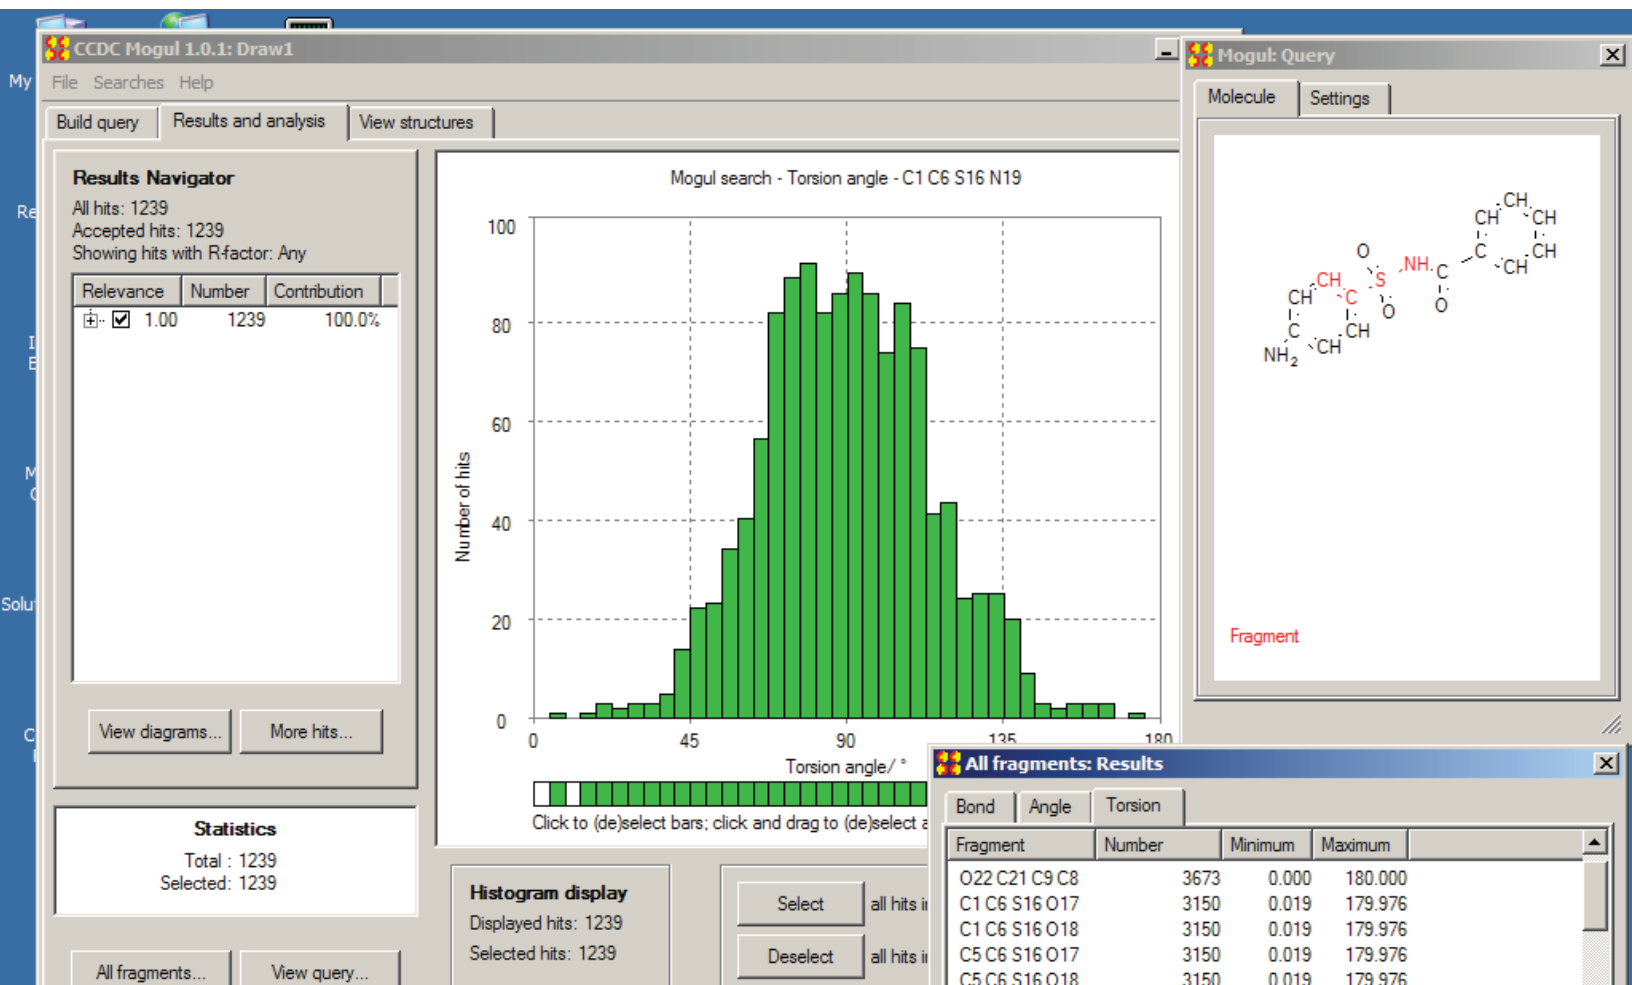 CCDC Mogul 1.0.1: Draw1
File Searches Help
Build query Results and analysis View structures
Results Navigator
All hits: 1239
Accepted hits: 1239
Showing hits with R-factor: Any
Relevance Number Contribution
1.00 1239 100.0%
View diagrams... More hits...
Statistics
Total : 1239
Selected: 1239
All fragments... View query...
Mogul search - Torsion angle - C1 C6 S16 N19
Number of hits
100
80
60
40
20
0
0 45 90 135 180
Torsion angle/ °
Click to (de)select bars; click and drag to (de)select a
Histogram display
Displayed hits: 1239
Selected hits: 1239
Select all hits i
Deselect all hits i
Mogul: Query
Molecule Settings
CH
CH CH
O C CH
NH C CH
CH S
CH C O O
C CH
NH2 CH
Fragment
All fragments: Results
Bond Angle Torsion
Fragment Number Minimum Maximum
O22 C21 C9 C8 3673 0.000 180.000
C1 C6 S16 O17 3150 0.019 179.976
C1 C6 S16 O18 3150 0.019 179.976
C5 C6 S16 O17 3150 0.019 179.976
C5 C6 S16 O18 3150 0.019 179.976
My
Re
Solu